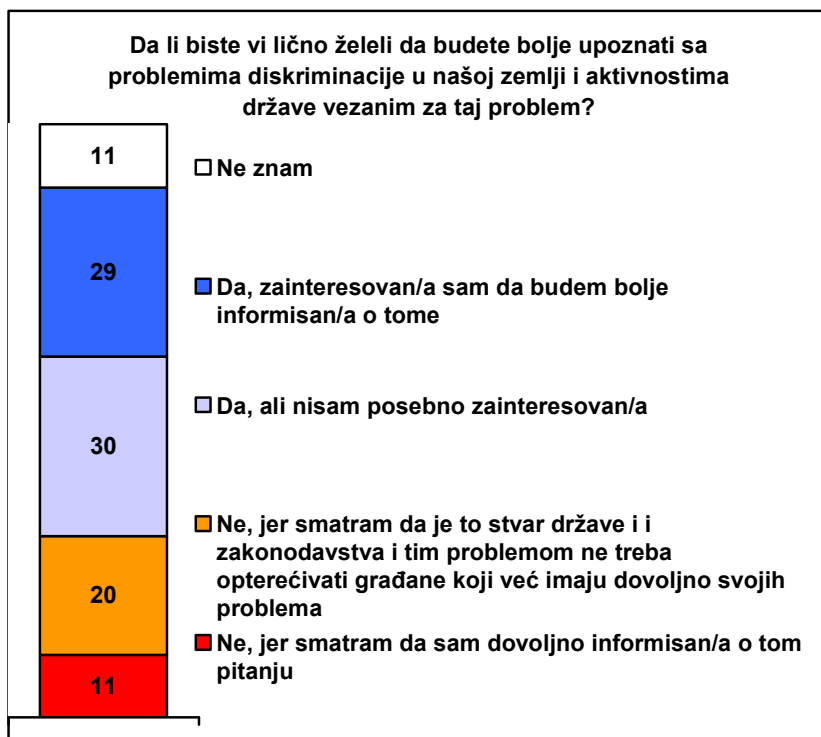 Da li biste vi lično želeli da budete bolje upoznati sa
problemima diskriminacije u našoj zemlji i aktivnostima
države vezanim za taj problem?
11
Ne znam
29
Da, zainteresovan/a sam da budem bolje
informisan/a o tome
30
Da, ali nisam posebno zainteresovan/a
20
Ne, jer smatram da je to stvar države i i
zakonodavstva i tim problemom ne treba
opterećivati građane koji već imaju dovoljno svojih
problema
11
Ne, jer smatram da sam dovoljno informisan/a o tom
pitanju